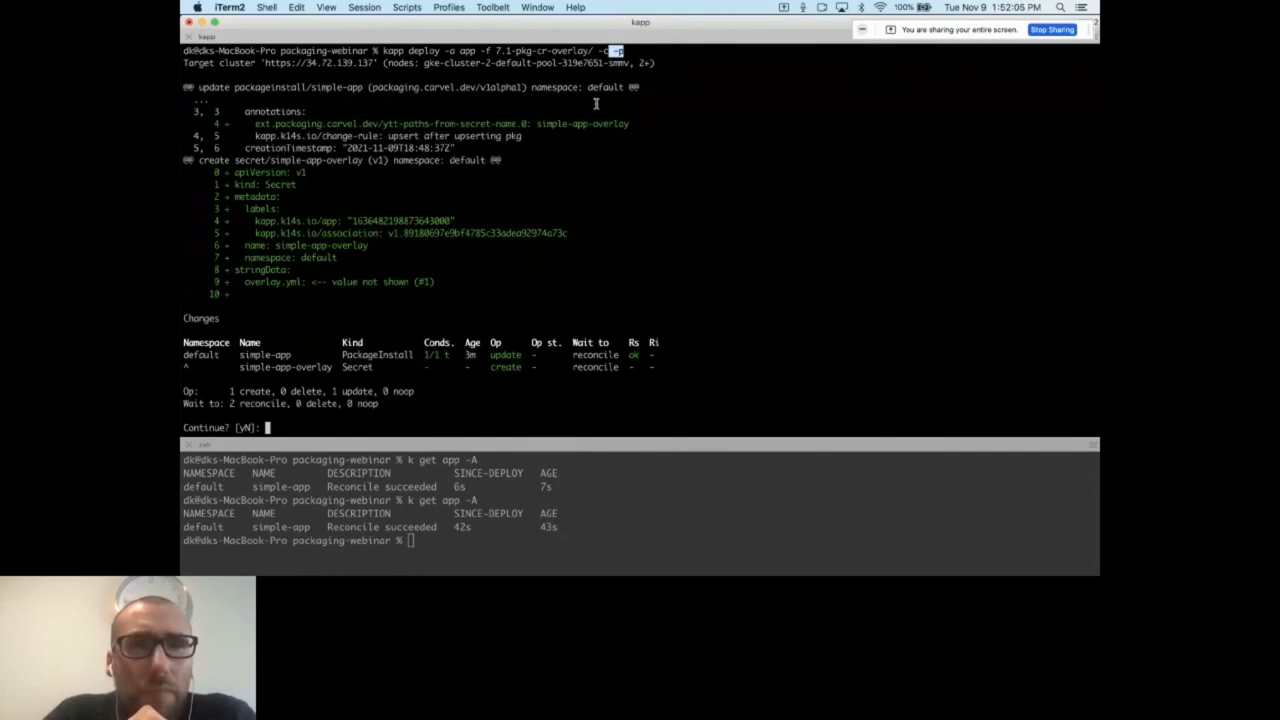 iTerm2 Shell Edit View Session Scripts Profiles Toolbelt Window Help 100% Tue Nov 9 1:52:05 PM
kapp
kapp
You are sharing your entire screen. Stop Sharing
dk@dks-MacBook-Pro packaging-webinar % kapp deploy -a app -f 7.1-pkg-cr-overlay/ -c -p
Target cluster 'https://34.72.139.137' (nodes: gke-cluster-2-default-pool-319e7651-smmv, 2+)
@@ update packageinstall/simple-app (packaging.carvel.dev/v1alpha1) namespace: default @@
...
3, 3 annotations:
4 + ext.packaging.carvel.dev/ytt-paths-from-secret-name.0: simple-app-overlay
4, 5 kapp.k14s.io/change-rule: upsert after upserting pkg
5, 6 creationTimestamp: "2021-11-09T18:48:37Z"
@@ create secret/simple-app-overlay (v1) namespace: default @@
0 + apiVersion: v1
1 + kind: Secret
2 + metadata:
3 + labels:
4 + kapp.k14s.io/app: "1636482198873643000"
5 + kapp.k14s.io/association: v1.89180697e9bf4785c33adea92974a73c
6 + name: simple-app-overlay
7 + namespace: default
8 + stringData:
9 + overlay.yml: <-- value not shown (#1)
10 +
Changes
Namespace Name Kind Conds. Age Op Op st. Wait to Rs Ri
default simple-app PackageInstall 1/1 t 3m update - reconcile ok -
^ simple-app-overlay Secret - - create - reconcile - -
Op: 1 create, 0 delete, 1 update, 0 noop
Wait to: 2 reconcile, 0 delete, 0 noop
Continue? [yN]:
zsh
dk@dks-MacBook-Pro packaging-webinar % k get app -A
NAMESPACE NAME DESCRIPTION SINCE-DEPLOY AGE
default simple-app Reconcile succeeded 6s 7s
dk@dks-MacBook-Pro packaging-webinar % k get app -A
NAMESPACE NAME DESCRIPTION SINCE-DEPLOY AGE
default simple-app Reconcile succeeded 42s 43s
dk@dks-MacBook-Pro packaging-webinar %